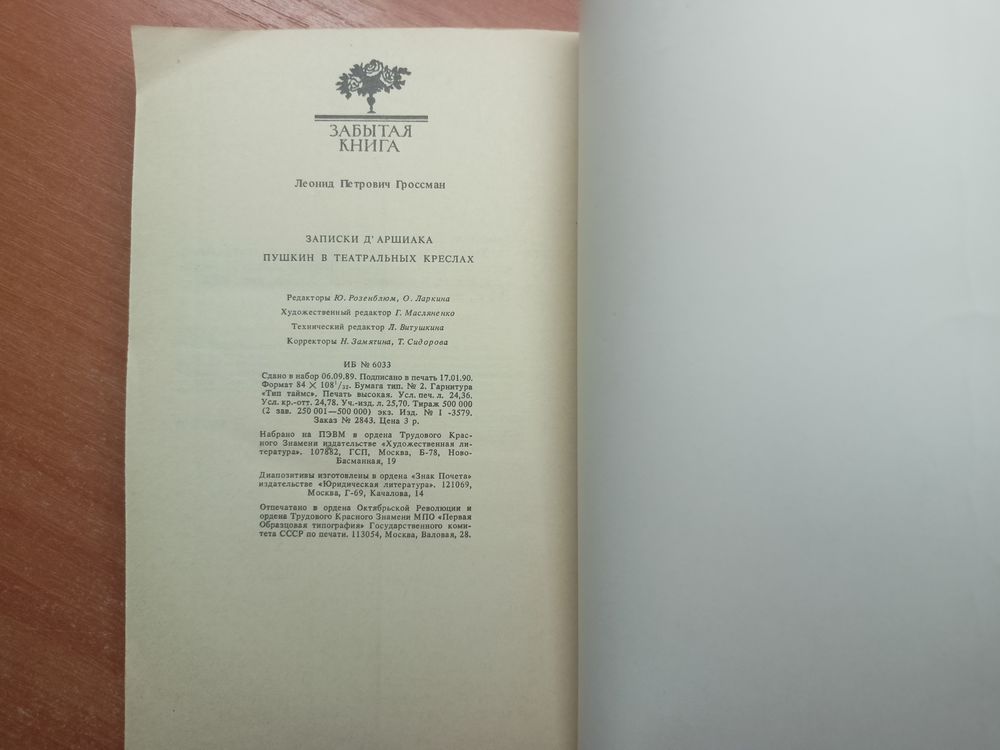 ЗАБЫТАЯ
КНИГА
Леонид Петрович Гроссман
ЗАПИСКИ Д'АРШИАКА
ПУШКИН В ТЕАТРАЛЬНЫХ КРЕСЛАХ
Редакторы Ю. Розенблюм, О. Ларкина
Художественный редактор Г. Масляненко
Технический редактор Л. Витушкина
Корректоры Н. Замятина, Т. Сидорова
ИБ № 6033
Сдано в набор 06.09.89. Подписано в печать 17.01.90.
Формат 84 × 108¹/₃₂. Бумага тип. № 2. Гарнитура
«Тип таймс». Печать высокая. Усл. печ. л. 24,36.
Усл. кр.-отт. 24,78. Уч.-изд. л. 25,70. Тираж 500 000
(2 зав. 250 001—500 000) экз. Изд. № I -3579.
Заказ № 2843. Цена 3 р.
Набрано на ПЭВМ в ордена Трудового Крас-
ного Знамени издательстве «Художественная ли-
тература». 107882, ГСП, Москва, Б-78, Ново-
Басманная, 19
Диапозитивы изготовлены в ордена «Знак Почета»
издательстве «Юридическая литература». 121069,
Москва, Г-69, Качалова, 14
Отпечатано в ордена Октябрьской Революции и
ордена Трудового Красного Знамени МПО «Первая
Образцовая типография» Государственного коми-
тета СССР по печати. 113054, Москва, Валовая, 28.